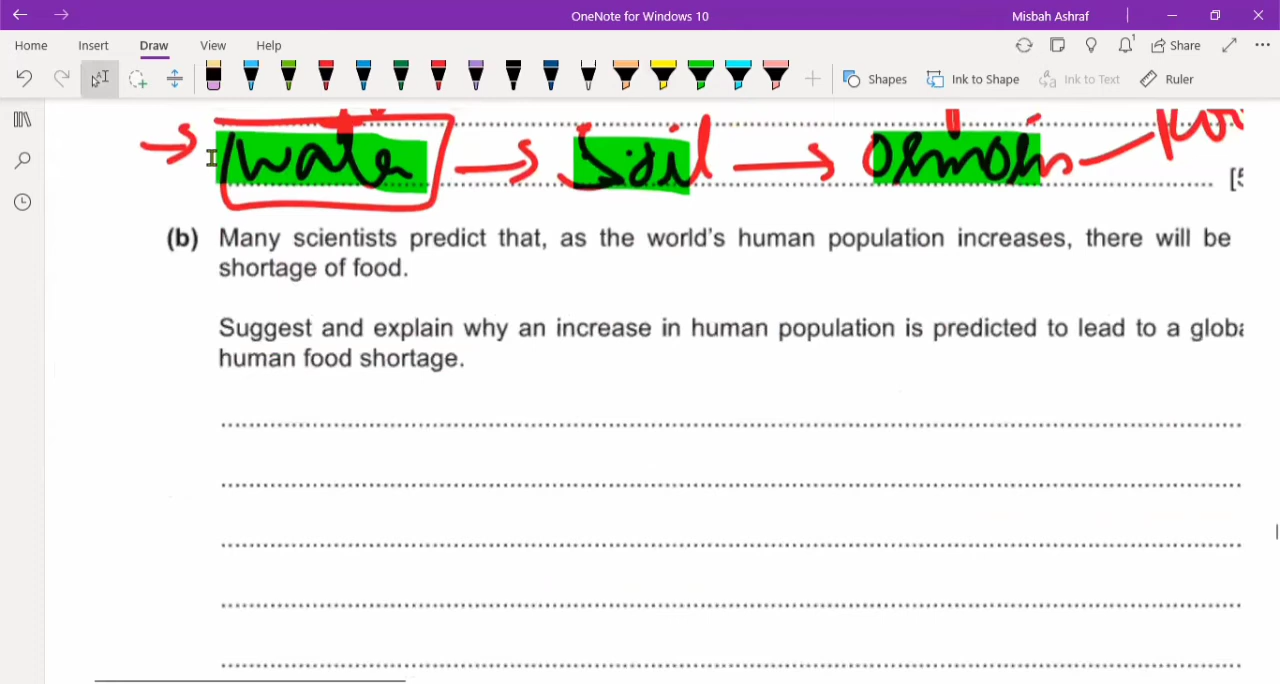 OneNote for Windows 10
Misbah Ashraf
Home Insert Draw View Help
Share
Shapes Ink to Shape Ink to Text Ruler
Water → Soil → Osmosis
[5
(b) Many scientists predict that, as the world's human population increases, there will be
shortage of food.
Suggest and explain why an increase in human population is predicted to lead to a globa
human food shortage.